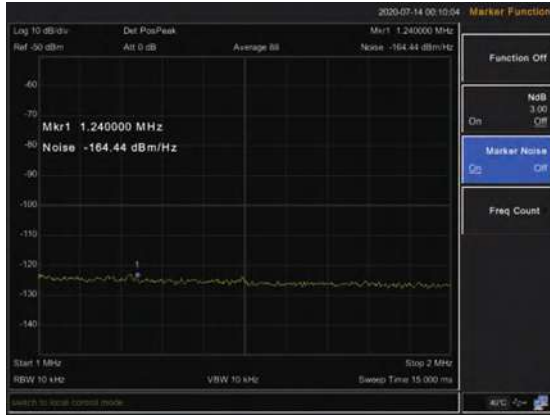 2020-07-14 00:10:04 Marker Function
Log 10 dB/div Det PosPeak Mkr1 1.240000 MHz
Ref -50 dBm Att 0 dB Average 88 Noise -164.44 dBm/Hz
Function Off
-60
NdB
3.00
On Off
-70
Mkr1 1.240000 MHz
-80
Noise -164.44 dBm/Hz
Marker Noise
On Off
-90
-100
Freq Count
-110
-120
1
-130
-140
Start 1 MHz Stop 2 MHz
RBW 10 kHz VBW 10 kHz Sweep Time 15.000 ms
switch to local control mode
40°C